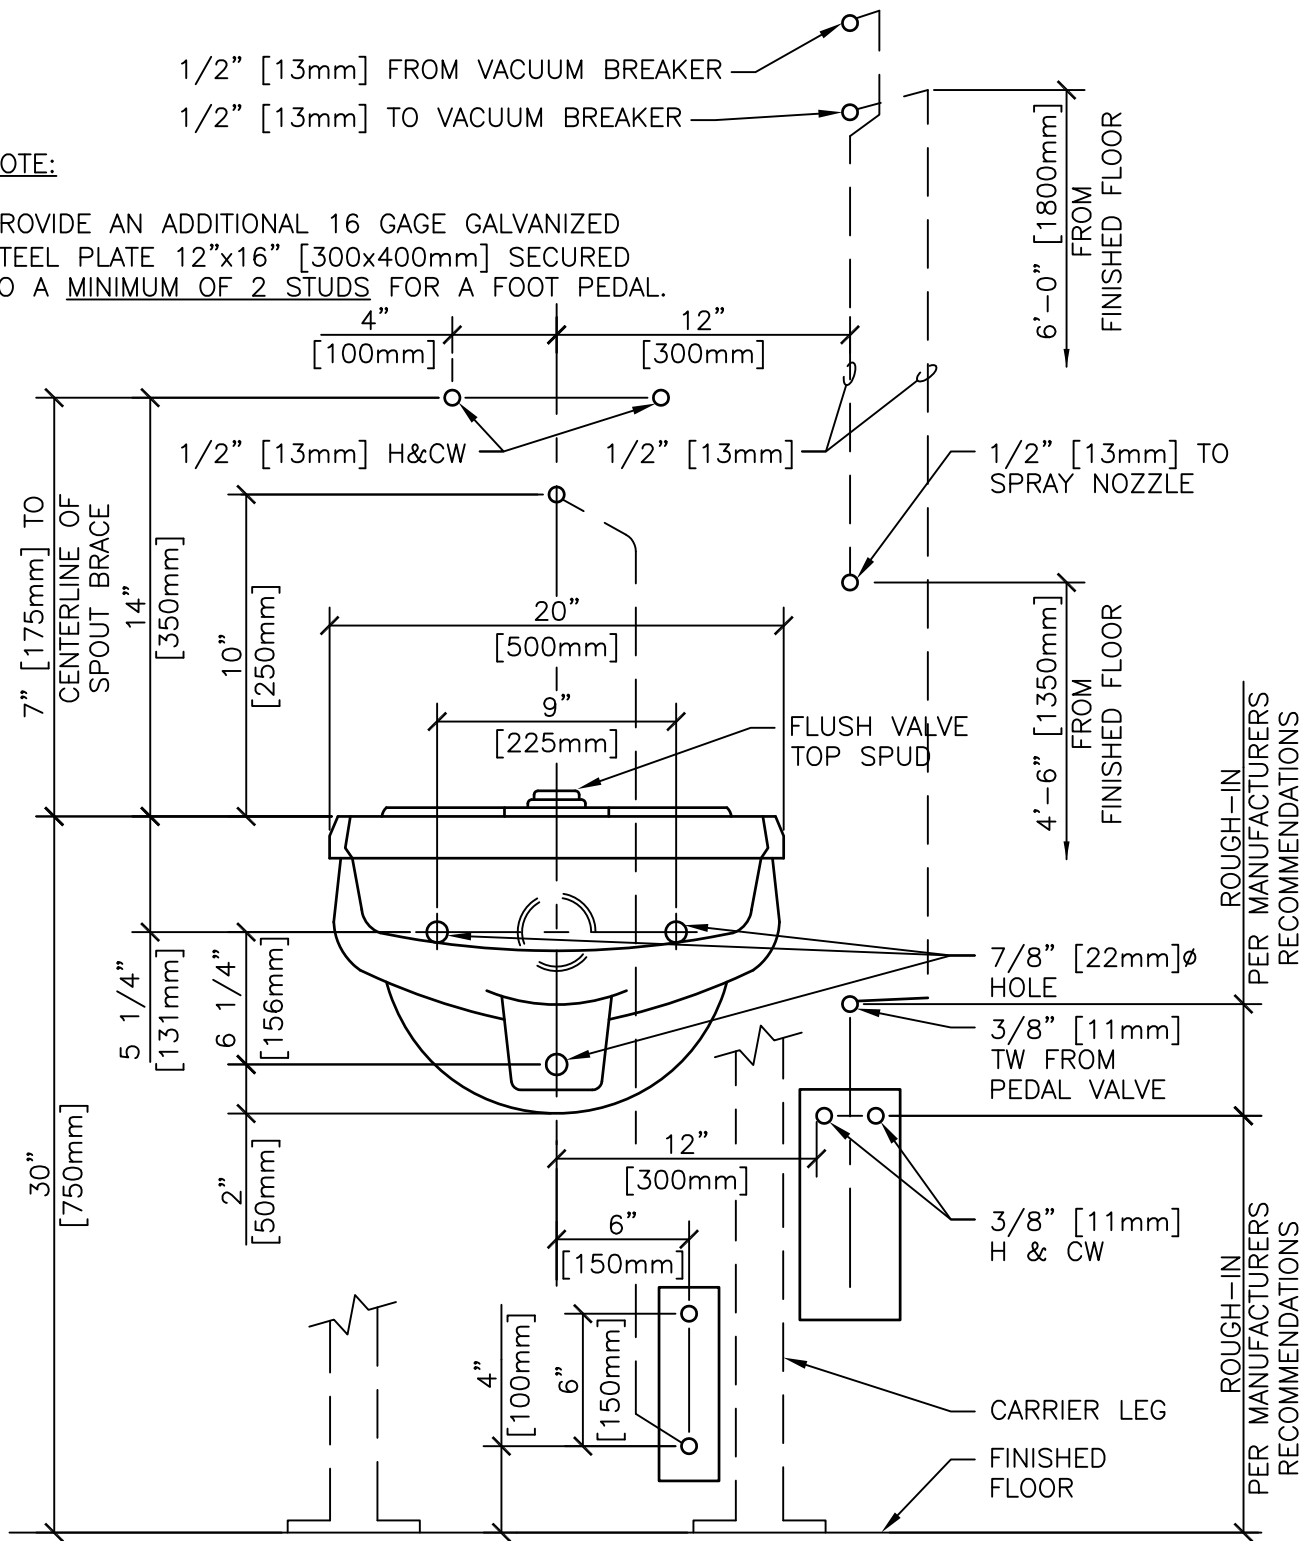 1/2” [13mm] FROM VACUUM BREAKER
1/2” [13mm] TO VACUUM BREAKER
OTE:
ROVIDE AN ADDITIONAL 16 GAGE GALVANIZED
TEEL PLATE 12”x16” [300x400mm] SECURED
O A MINIMUM OF 2 STUDS FOR A FOOT PEDAL.
6’-0” [1800mm]
FROM
FINISHED FLOOR
4”
[100mm]
12”
[300mm]
1/2” [13mm] H&CW
1/2” [13mm]
1/2” [13mm] TO
SPRAY NOZZLE
7” [175mm] TO
CENTERLINE OF
SPOUT BRACE
14”
[350mm]
10”
[250mm]
20”
[500mm]
9”
[225mm]
FLUSH VALVE
TOP SPUD
4’-6” [1350mm]
FROM
FINISHED FLOOR
ROUGH-IN
PER MANUFACTURERS
RECOMMENDATIONS
5 1/4”
[131mm]
6 1/4”
[156mm]
7/8” [22mm]ø
HOLE
3/8” [11mm]
TW FROM
PEDAL VALVE
30”
[750mm]
2”
[50mm]
12”
[300mm]
6”
[150mm]
3/8” [11mm]
H & CW
4”
[100mm]
6”
[150mm]
ROUGH-IN
PER MANUFACTURERS
RECOMMENDATIONS
CARRIER LEG
FINISHED
FLOOR